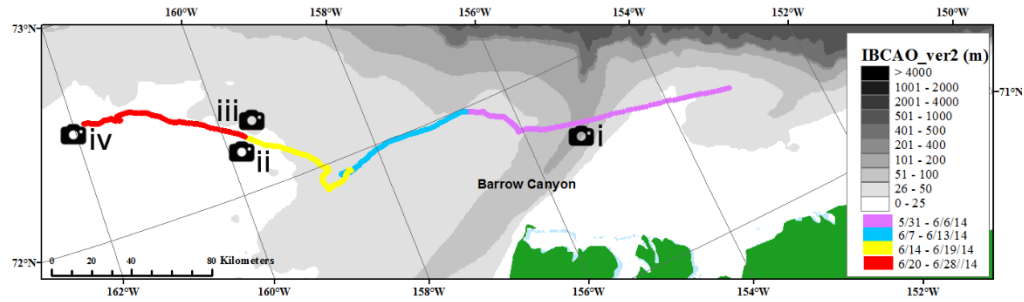 160°W 158°W 156°W 154°W 152°W 150°W
73°N
IBCAO_ver2 (m)
> 4000
1001 - 2000
2001 - 4000
501 - 1000
401 - 500
201 - 400
101 - 200
51 - 100
26 - 50
0 - 25
5/31 - 6/6/14
6/7 - 6/13/14
6/14 - 6/19/14
6/20 - 6/28//14
71°N
iii
iv
ii
i
Barrow Canyon
72°N
0 10 20 40 60 80 Kilometers
162°W 160°W 158°W 156°W 154°W 152°W